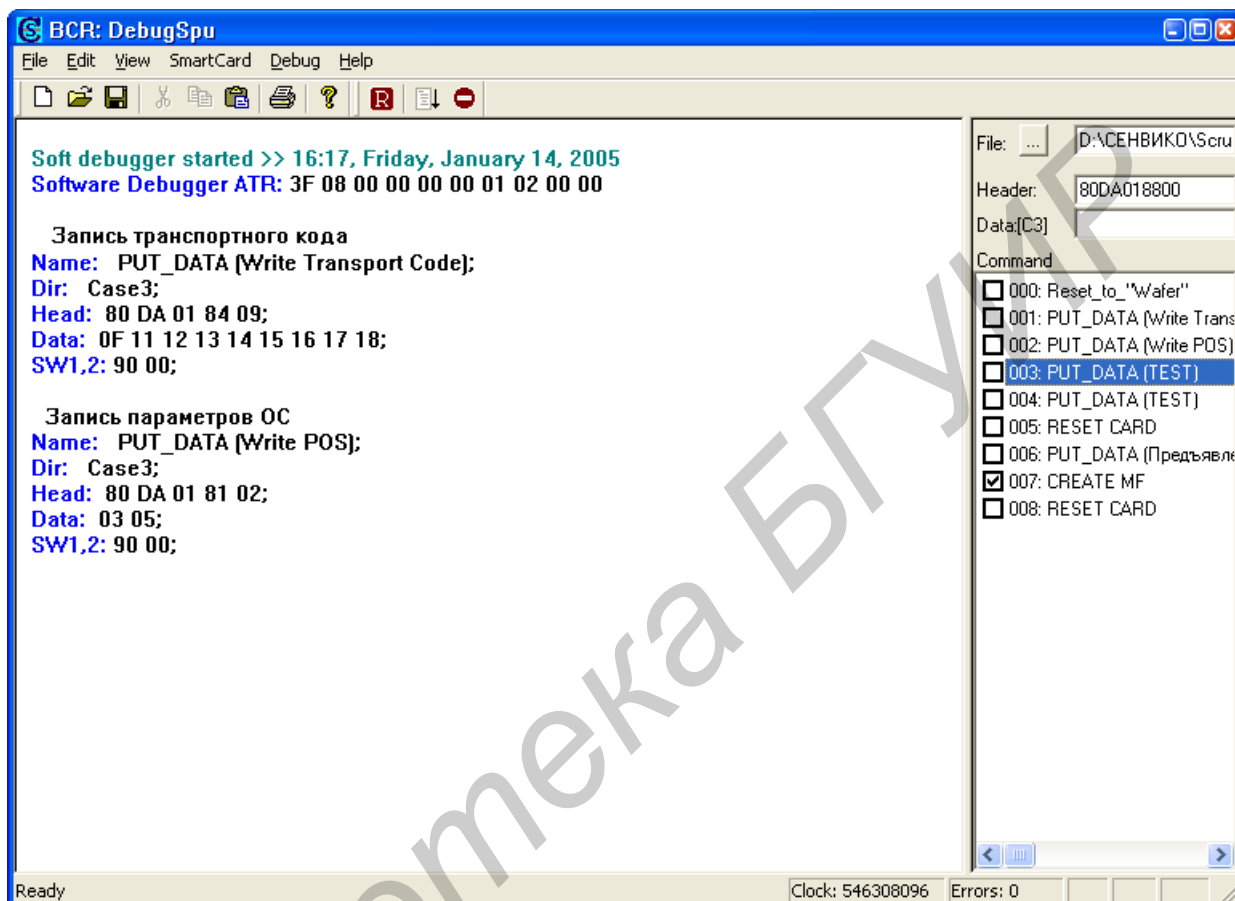 BCR: DebugSpu
File Edit View SmartCard Debug Help
Soft debugger started >> 16:17, Friday, January 14, 2005
Software Debugger ATR: 3F 08 00 00 00 00 01 02 00 00
Запись транспортного кода
Name: PUT_DATA (Write Transport Code);
Dir: Case3;
Head: 80 DA 01 84 09;
Data: 0F 11 12 13 14 15 16 17 18;
SW1,2: 90 00;
Запись параметров ОС
Name: PUT_DATA (Write POS);
Dir: Case3;
Head: 80 DA 01 81 02;
Data: 03 05;
SW1,2: 90 00;
File: ... D:\СЕНВИКО\Scru
Header: 80DA018800
Data:[C3]
Command
000: Reset_to_"Wafer"
001: PUT_DATA (Write Trans
002: PUT_DATA (Write POS)
003: PUT_DATA (TEST)
004: PUT_DATA (TEST)
005: RESET CARD
006: PUT_DATA (Предъявле
007: CREATE MF
008: RESET CARD
Ready Clock: 546308096 Errors: 0
отека БГУИР